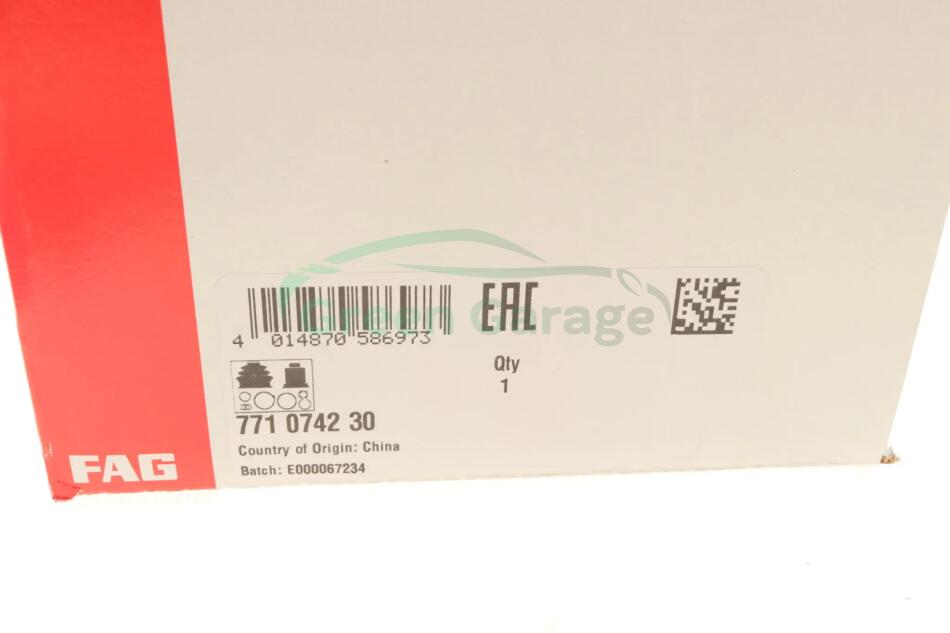 EAC
Green Garage
4 014870 586973
Qty
1
771 0742 30
Country of Origin: China
Batch: E000067234
FAG